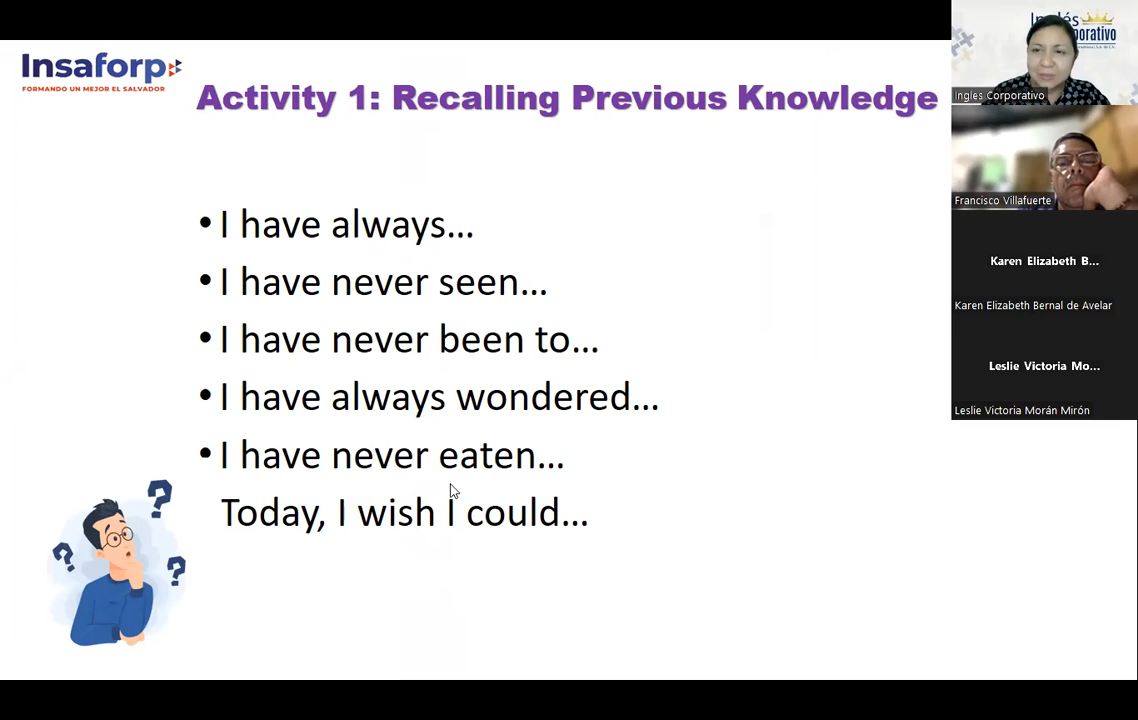 Insaforp
FORMANDO UN MEJOR EL SALVADOR
Activity 1: Recalling Previous Knowledge
• I have always...
• I have never seen...
• I have never been to...
• I have always wondered...
• I have never eaten...
Today, I wish I could...
Ingles Corporativo
Francisco Villafuerte
Karen Elizabeth B...
Karen Elizabeth Bernal de Avelar
Leslie Victoria Mo...
Leslie Victoria Morán Mirón